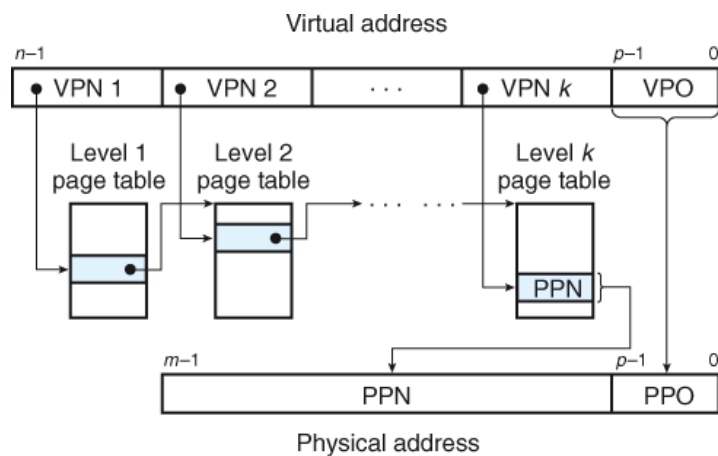 Virtual address
n–1 p–1 0
VPN 1 VPN 2 · · · VPN k VPO
Level 1 Level 2 Level k
page table page table page table
· · · · · ·
PPN
m–1 p–1 0
PPN PPO
Physical address